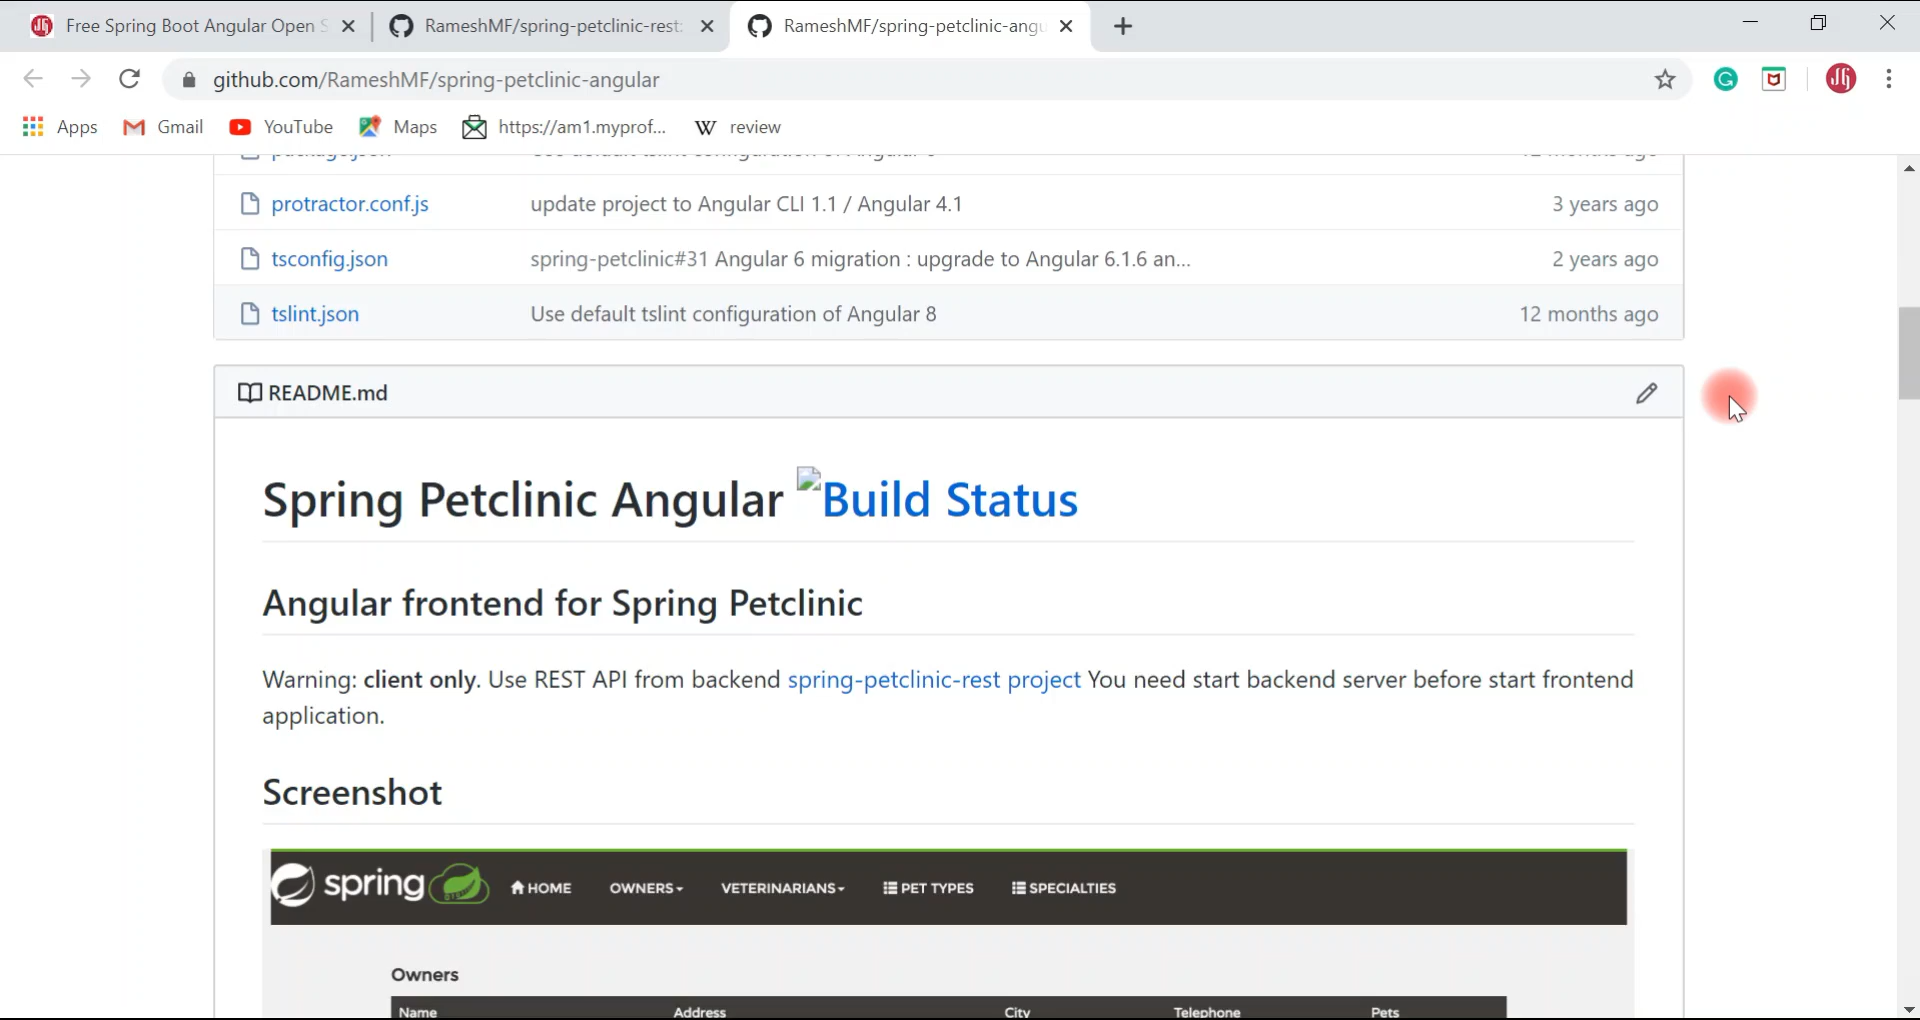 Free Spring Boot Angular Open S
RameshMF/spring-petclinic-rest:
RameshMF/spring-petclinic-angu
github.com/RameshMF/spring-petclinic-angular
Apps
Gmail
YouTube
Maps
https://am1.myprof...
review
protractor.conf.js
update project to Angular CLI 1.1 / Angular 4.1
3 years ago
tsconfig.json
spring-petclinic#31 Angular 6 migration : upgrade to Angular 6.1.6 an...
2 years ago
tslint.json
Use default tslint configuration of Angular 8
12 months ago
README.md
Spring Petclinic Angular Build Status
Angular frontend for Spring Petclinic
Warning: client only. Use REST API from backend spring-petclinic-rest project You need start backend server before start frontend
application.
Screenshot
spring
HOME
OWNERS
VETERINARIANS
PET TYPES
SPECIALTIES
Owners
Name
Address
City
Telephone
Pets